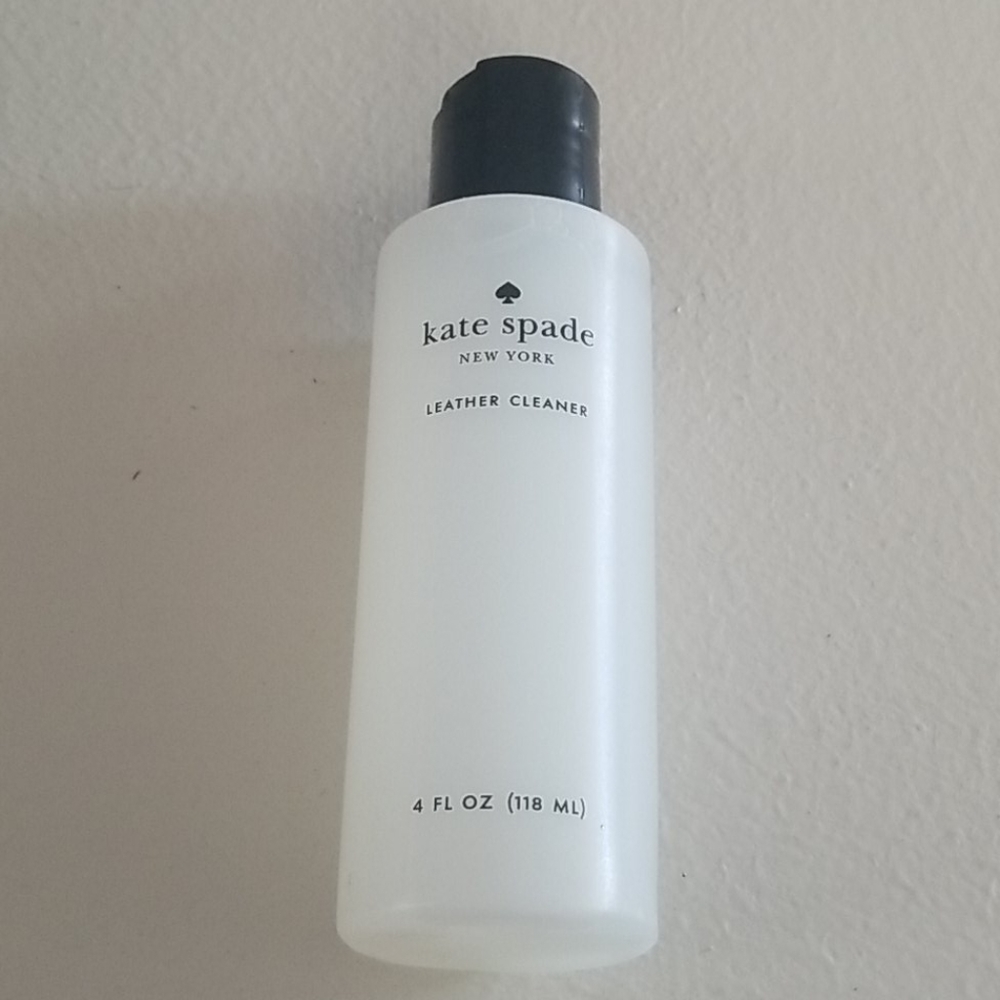 kate spade
NEW YORK
LEATHER CLEANER
4 FL OZ (118 ML)